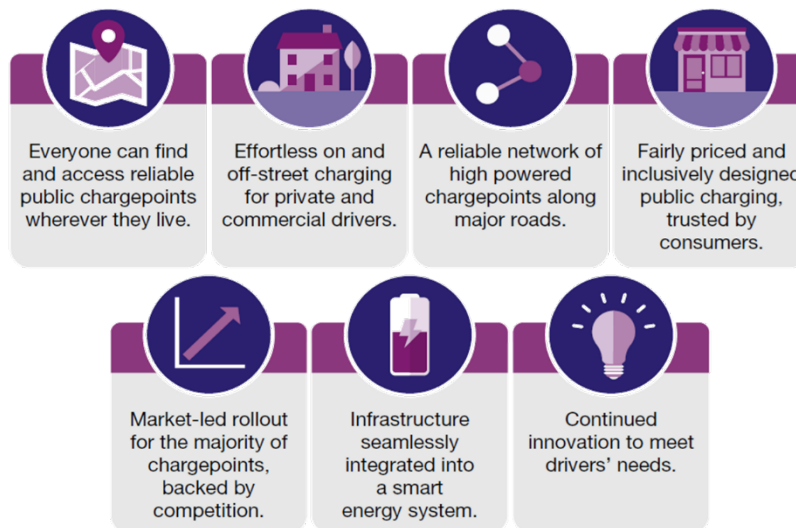 Everyone can find
and access reliable
public chargepoints
wherever they live.
Effortless on and
off-street charging
for private and
commercial drivers.
A reliable network of
high powered
chargepoints along
major roads.
Fairly priced and
inclusively designed
public charging,
trusted by
consumers.
Market-led rollout
for the majority of
chargepoints,
backed by
competition.
Infrastructure
seamlessly
integrated into
a smart
energy system.
Continued
innovation to meet
drivers’ needs.